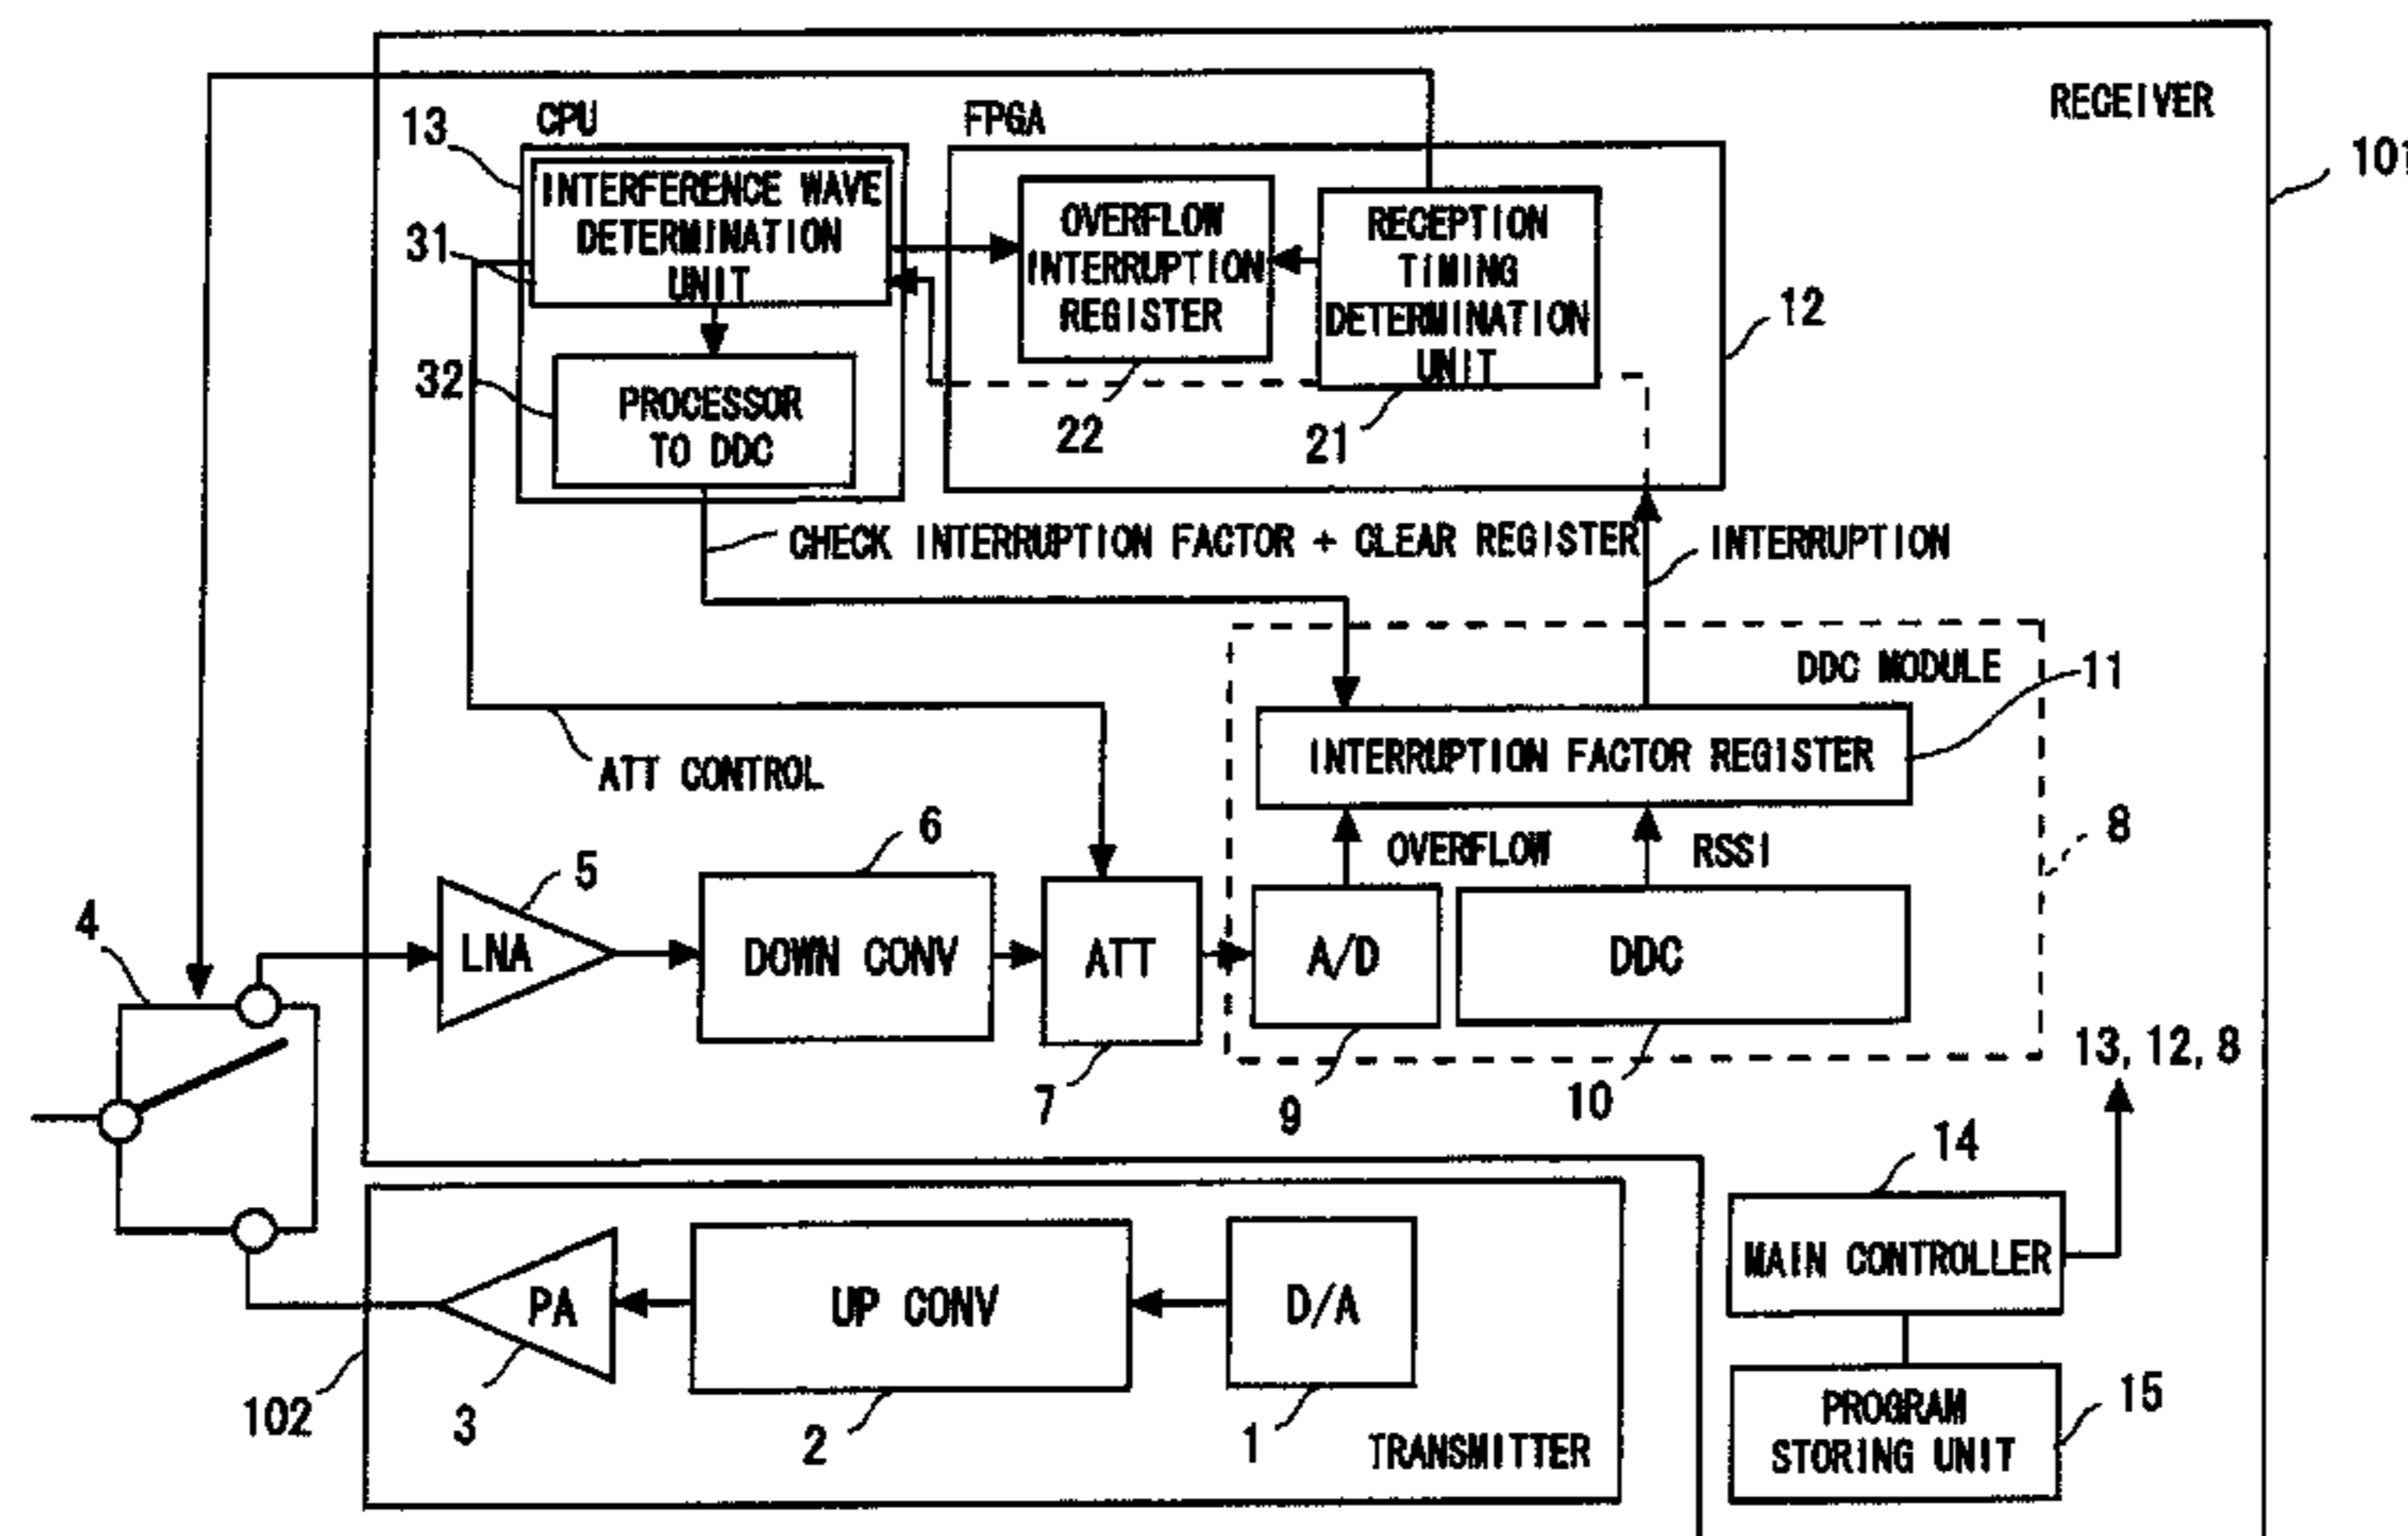 RECEIVER
101
CPU
FPGA
13
INTERFERENCE WAVE
DETERMINATION
UNIT
31
OVERFLOW
INTERRUPTION
REGISTER
RECEPTION
TIMING
DETERMINATION
UNIT
12
32
PROCESSOR
TO DDC
22
21
CHECK INTERRUPTION FACTOR + CLEAR REGISTER
INTERRUPTION
DDC MODULE
11
INTERRUPTION FACTOR REGISTER
ATT CONTROL
OVERFLOW
RSSI
8
6
5
4
LNA
DOWN CONV
ATT
A/D
DDC
7
9
10
13, 12, 8
14
MAIN CONTROLLER
PA
UP CONV
D/A
102
3
2
1
TRANSMITTER
PROGRAM
STORING UNIT
15